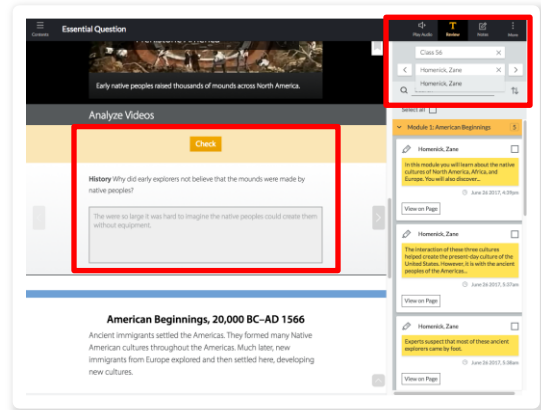 Contents
Essential Question
Play Audio
Review
Notes
More
Early native peoples raised thousands of mounds across North America.
Analyze Videos
Check
History Why did early explorers not believe that the mounds were made by
native peoples?
The were so large it was hard to imagine the native peoples could create them
without equipment.
American Beginnings, 20,000 BC–AD 1566
Ancient immigrants settled the Americas. They formed many Native
American cultures throughout the Americas. Much later, new
immigrants from Europe explored and then settled here, developing
new cultures.
Class 56
Homenick, Zane
Homenick, Zane
Select all
Module 1: American Beginnings
5
Homenick, Zane
In this module you will learn about the native
cultures of North America, Africa, and
Europe. You will also discover...
June 26 2017, 4:59pm
View on Page
Homenick, Zane
The interaction of these three cultures
helped create the present-day culture of the
United States. However, it is with the ancient
peoples of the Americas...
June 26 2017, 5:37am
View on Page
Homenick, Zane
Experts suspect that most of these ancient
explorers came by foot.
June 26 2017, 5:38am
View on Page